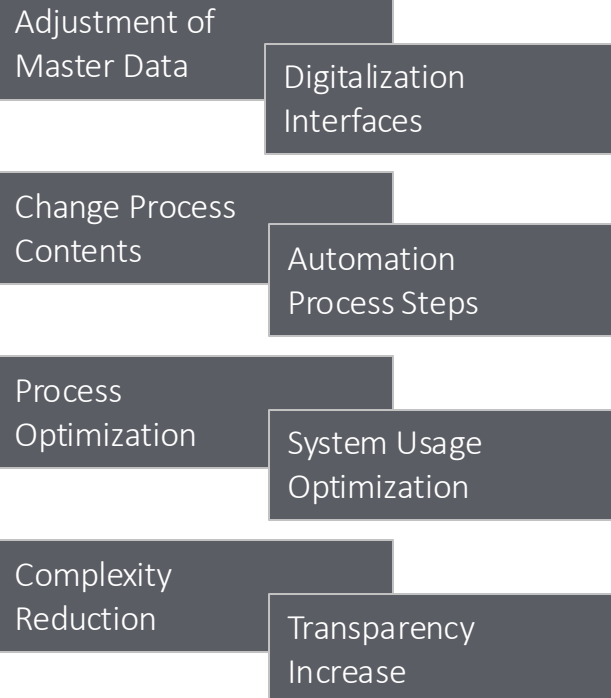 Adjustment of
Master Data
Digitalization
Interfaces
Change Process
Contents
Automation
Process Steps
Process
Optimization
System Usage
Optimization
Complexity
Reduction
Transparency
Increase